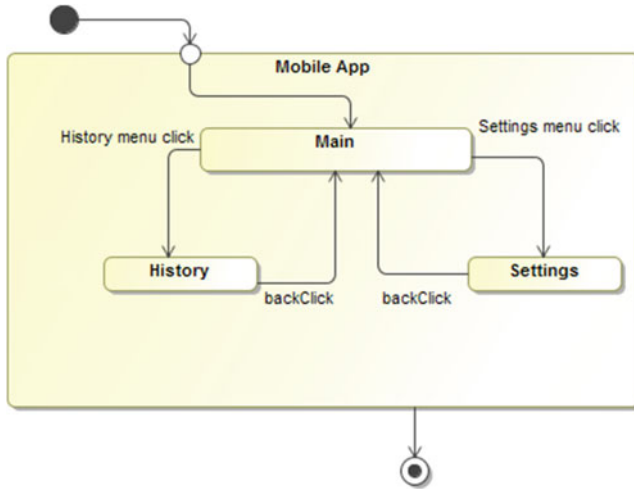 Mobile App
History menu click
Settings menu click
Main
History
Settings
backClick
backClick